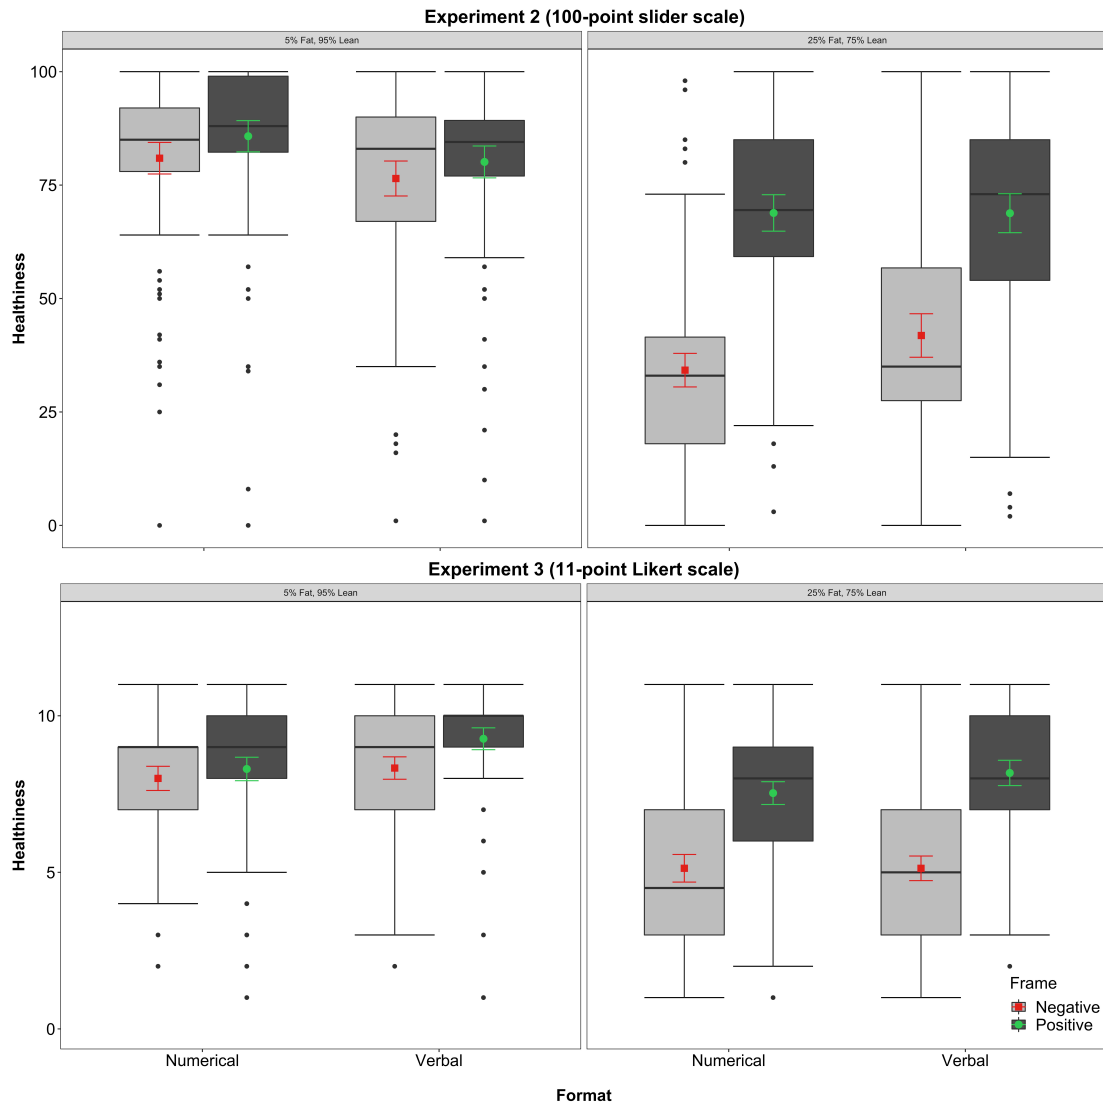 Experiment 2 (100-point slider scale)
5% Fat, 95% Lean
25% Fat, 75% Lean
100
75
50
25
0
Healthiness
Experiment 3 (11-point Likert scale)
5% Fat, 95% Lean
25% Fat, 75% Lean
10
5
0
Healthiness
Frame
Negative
Positive
Numerical
Verbal
Numerical
Verbal
Format